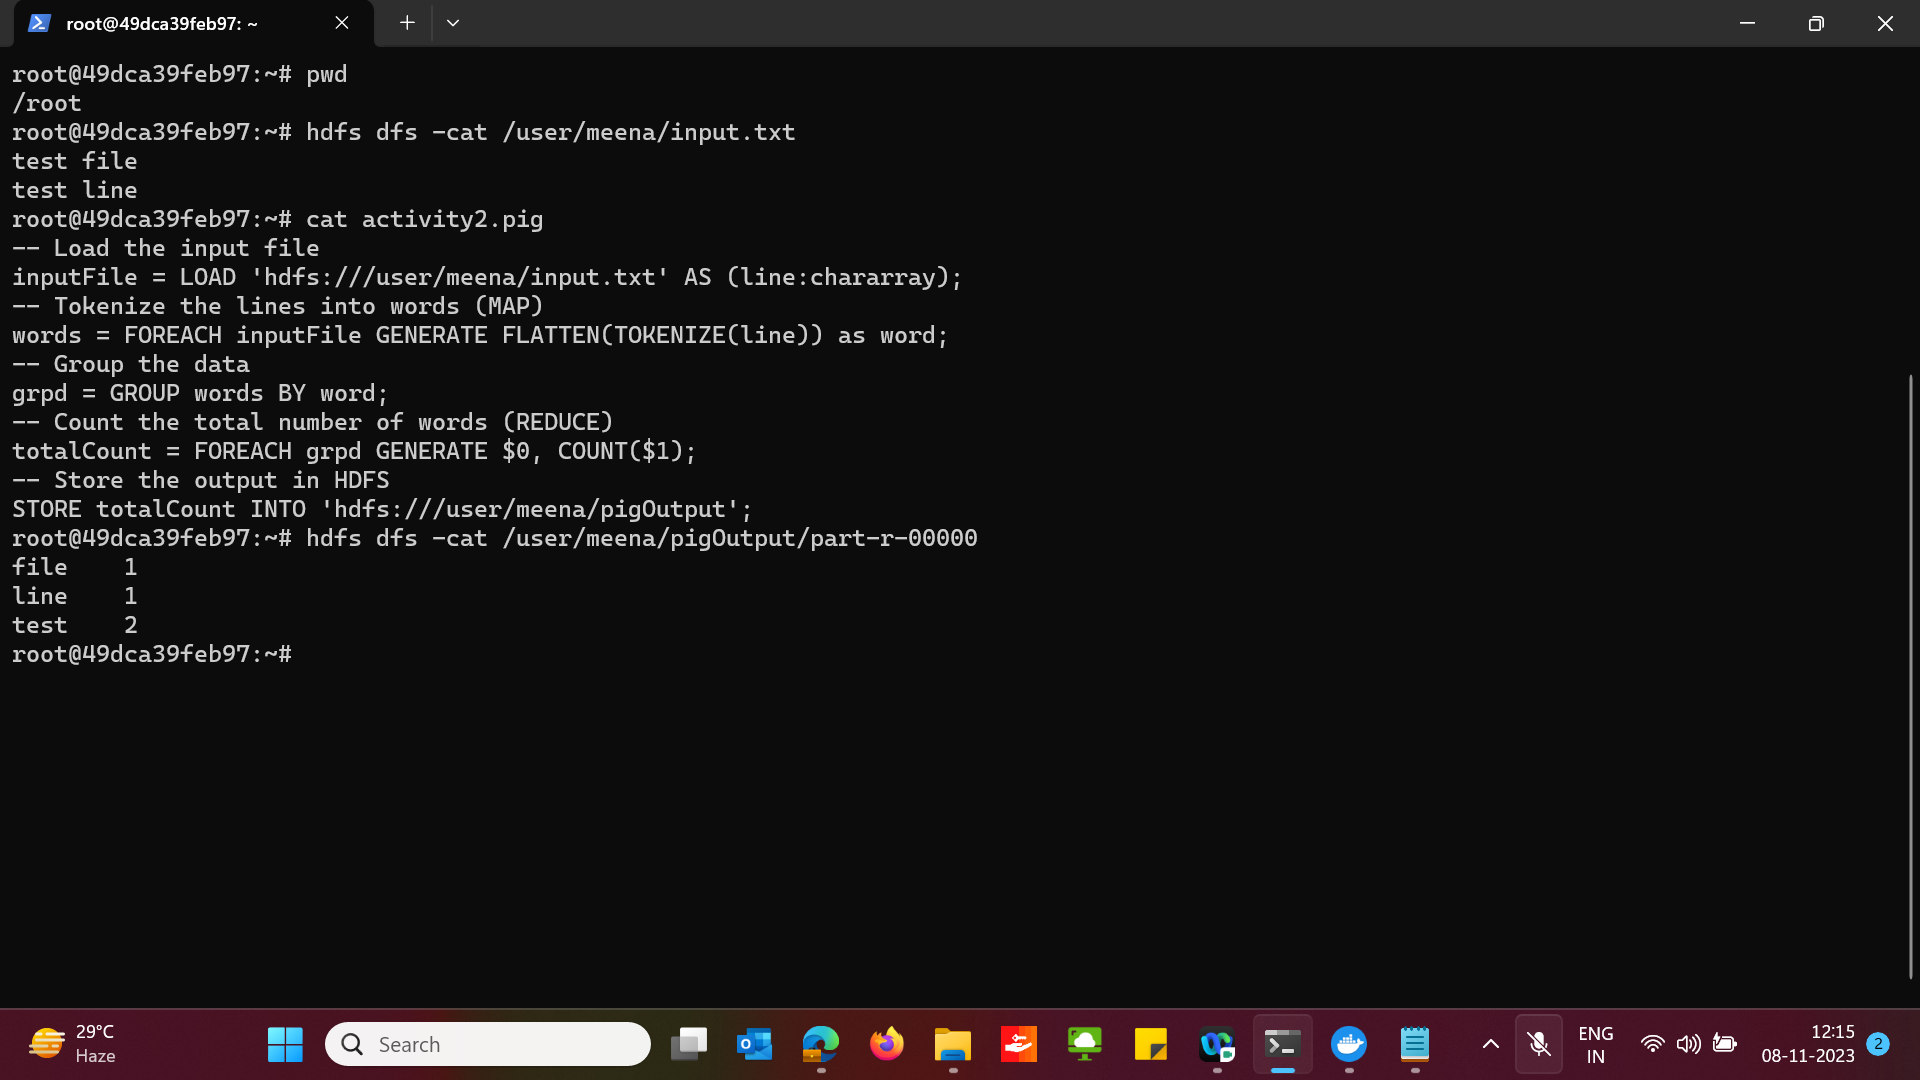 root@49dca39feb97: ~
root@49dca39feb97:~# pwd
/root
root@49dca39feb97:~# hdfs dfs -cat /user/meena/input.txt
test file
test line
root@49dca39feb97:~# cat activity2.pig
-- Load the input file
inputFile = LOAD 'hdfs:///user/meena/input.txt' AS (line:chararray);
-- Tokenize the lines into words (MAP)
words = FOREACH inputFile GENERATE FLATTEN(TOKENIZE(line)) as word;
-- Group the data
grpd = GROUP words BY word;
-- Count the total number of words (REDUCE)
totalCount = FOREACH grpd GENERATE $0, COUNT($1);
-- Store the output in HDFS
STORE totalCount INTO 'hdfs:///user/meena/pigOutput';
root@49dca39feb97:~# hdfs dfs -cat /user/meena/pigOutput/part-r-00000
file    1
line    1
test    2
root@49dca39feb97:~#
29°C
Haze
Search
ENG
IN
12:15
08-11-2023
2